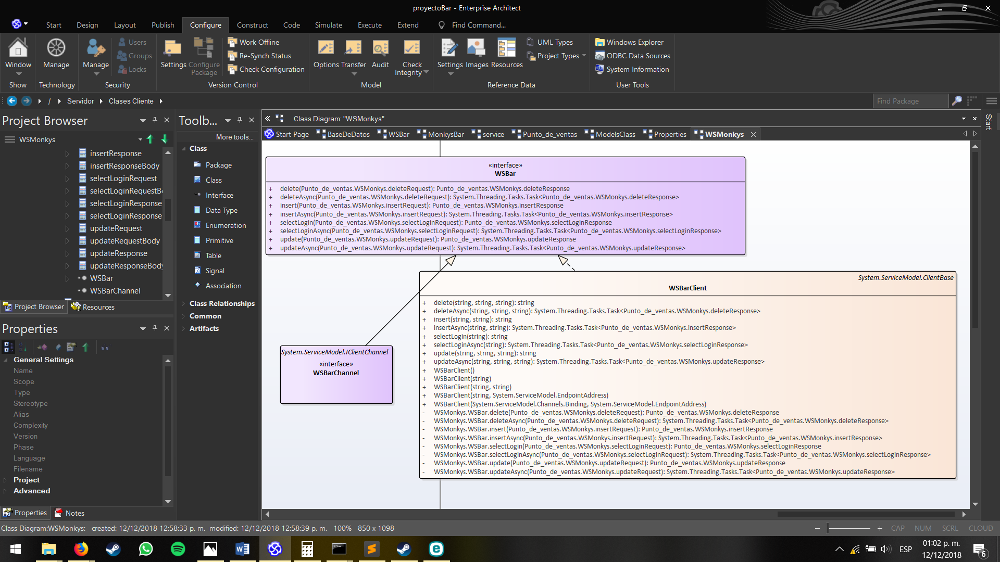 proyectoBar - Enterprise Architect
Start Design Layout Publish Configure Construct Code Simulate Execute Extend Find Command...
Window
Show
Manage
Technology
Manage
Users
Groups
Locks
Security
Settings
Configure
Package
Work Offline
Re-Synch Status
Check Configuration
Version Control
Options
Transfer
Audit
Check
Integrity
Model
Settings
Images
Resources
UML Types
Project Types
Reference Data
Windows Explorer
ODBC Data Sources
System Information
User Tools
/ Servidor Clases Cliente
Find Package
Project Browser
WSMonkys
insertResponse
insertResponseBody
selectLoginRequest
selectLoginRequestB
selectLoginResponse
selectLoginResponse
updateRequest
updateRequestBody
updateResponse
updateResponseBody
WSBar
WSBarChannel
Project Browser Resources
Properties
General Settings
Name
Scope
Type
Stereotype
Alias
Complexity
Version
Phase
Language
Filename
Project
Advanced
Properties Notes
Toolb...
More tools...
Class
Package
Class
Interface
Data Type
Enumeration
Primitive
Table
Signal
Association
Class Relationships
Common
Artifacts
Class Diagram: "WSMonkys"
Start Page BaseDeDatos WSBar MonkysBar service Punto_de_ventas ModelsClass Properties WSMonkys
Start
«interface»
WSBar
+ delete(Punto_de_ventas.WSMonkys.deleteRequest): Punto_de_ventas.WSMonkys.deleteResponse
+ deleteAsync(Punto_de_ventas.WSMonkys.deleteRequest): System.Threading.Tasks.Task<Punto_de_ventas.WSMonkys.deleteResponse>
+ insert(Punto_de_ventas.WSMonkys.insertRequest): Punto_de_ventas.WSMonkys.insertResponse
+ insertAsync(Punto_de_ventas.WSMonkys.insertRequest): System.Threading.Tasks.Task<Punto_de_ventas.WSMonkys.insertResponse>
+ selectLogin(Punto_de_ventas.WSMonkys.selectLoginRequest): Punto_de_ventas.WSMonkys.selectLoginResponse
+ selectLoginAsync(Punto_de_ventas.WSMonkys.selectLoginRequest): System.Threading.Tasks.Task<Punto_de_ventas.WSMonkys.selectLoginResponse>
+ update(Punto_de_ventas.WSMonkys.updateRequest): Punto_de_ventas.WSMonkys.updateResponse
+ updateAsync(Punto_de_ventas.WSMonkys.updateRequest): System.Threading.Tasks.Task<Punto_de_ventas.WSMonkys.updateResponse>
System.ServiceModel.IClientChannel
«interface»
WSBarChannel
System.ServiceModel.ClientBase
WSBarClient
+ delete(string, string, string): string
+ deleteAsync(string, string, string): System.Threading.Tasks.Task<Punto_de_ventas.WSMonkys.deleteResponse>
+ insert(string, string): string
+ insertAsync(string, string): System.Threading.Tasks.Task<Punto_de_ventas.WSMonkys.insertResponse>
+ selectLogin(string): string
+ selectLoginAsync(string): System.Threading.Tasks.Task<Punto_de_ventas.WSMonkys.selectLoginResponse>
+ update(string, string, string): string
+ updateAsync(string, string, string): System.Threading.Tasks.Task<Punto_de_ventas.WSMonkys.updateResponse>
+ WSBarClient()
+ WSBarClient(string)
+ WSBarClient(string, string)
+ WSBarClient(string, System.ServiceModel.EndpointAddress)
+ WSBarClient(System.ServiceModel.Channels.Binding, System.ServiceModel.EndpointAddress)
- WSMonkys.WSBar.delete(Punto_de_ventas.WSMonkys.deleteRequest): Punto_de_ventas.WSMonkys.deleteResponse
- WSMonkys.WSBar.deleteAsync(Punto_de_ventas.WSMonkys.deleteRequest): System.Threading.Tasks.Task<Punto_de_ventas.WSMonkys.deleteResponse>
- WSMonkys.WSBar.insert(Punto_de_ventas.WSMonkys.insertRequest): Punto_de_ventas.WSMonkys.insertResponse
- WSMonkys.WSBar.insertAsync(Punto_de_ventas.WSMonkys.insertRequest): System.Threading.Tasks.Task<Punto_de_ventas.WSMonkys.insertResponse>
- WSMonkys.WSBar.selectLogin(Punto_de_ventas.WSMonkys.selectLoginRequest): Punto_de_ventas.WSMonkys.selectLoginResponse
- WSMonkys.WSBar.selectLoginAsync(Punto_de_ventas.WSMonkys.selectLoginRequest): System.Threading.Tasks.Task<Punto_de_ventas.WSMonkys.selectLoginResponse>
- WSMonkys.WSBar.update(Punto_de_ventas.WSMonkys.updateRequest): Punto_de_ventas.WSMonkys.updateResponse
- WSMonkys.WSBar.updateAsync(Punto_de_ventas.WSMonkys.updateRequest): System.Threading.Tasks.Task<Punto_de_ventas.WSMonkys.updateResponse>
Class Diagram:WSMonkys: created: 12/12/2018 12:58:33 p. m. modified: 12/12/2018 12:58:39 p. m. 100% 850 x 1098
CAP NUM SCRL CLOUD
ESP
01:02 p. m.
12/12/2018
6